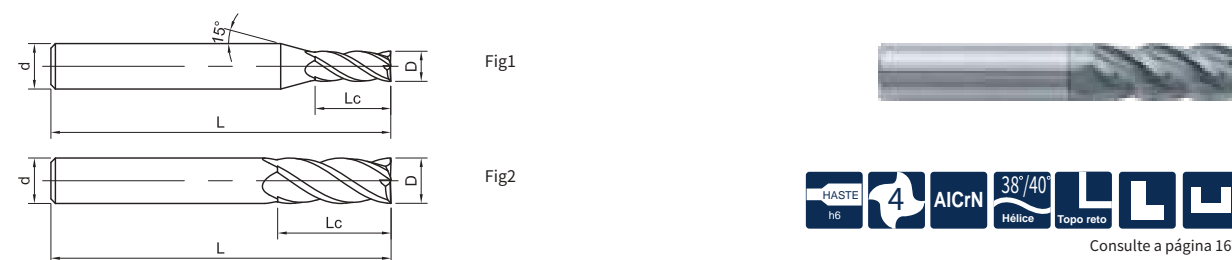 15°
d
D
Fig1
Lc
L
d
D
Fig2
Lc
L
HASTE
h6
4
AlCrN
38°/40°
Hélice
Topo reto
Consulte a página 16